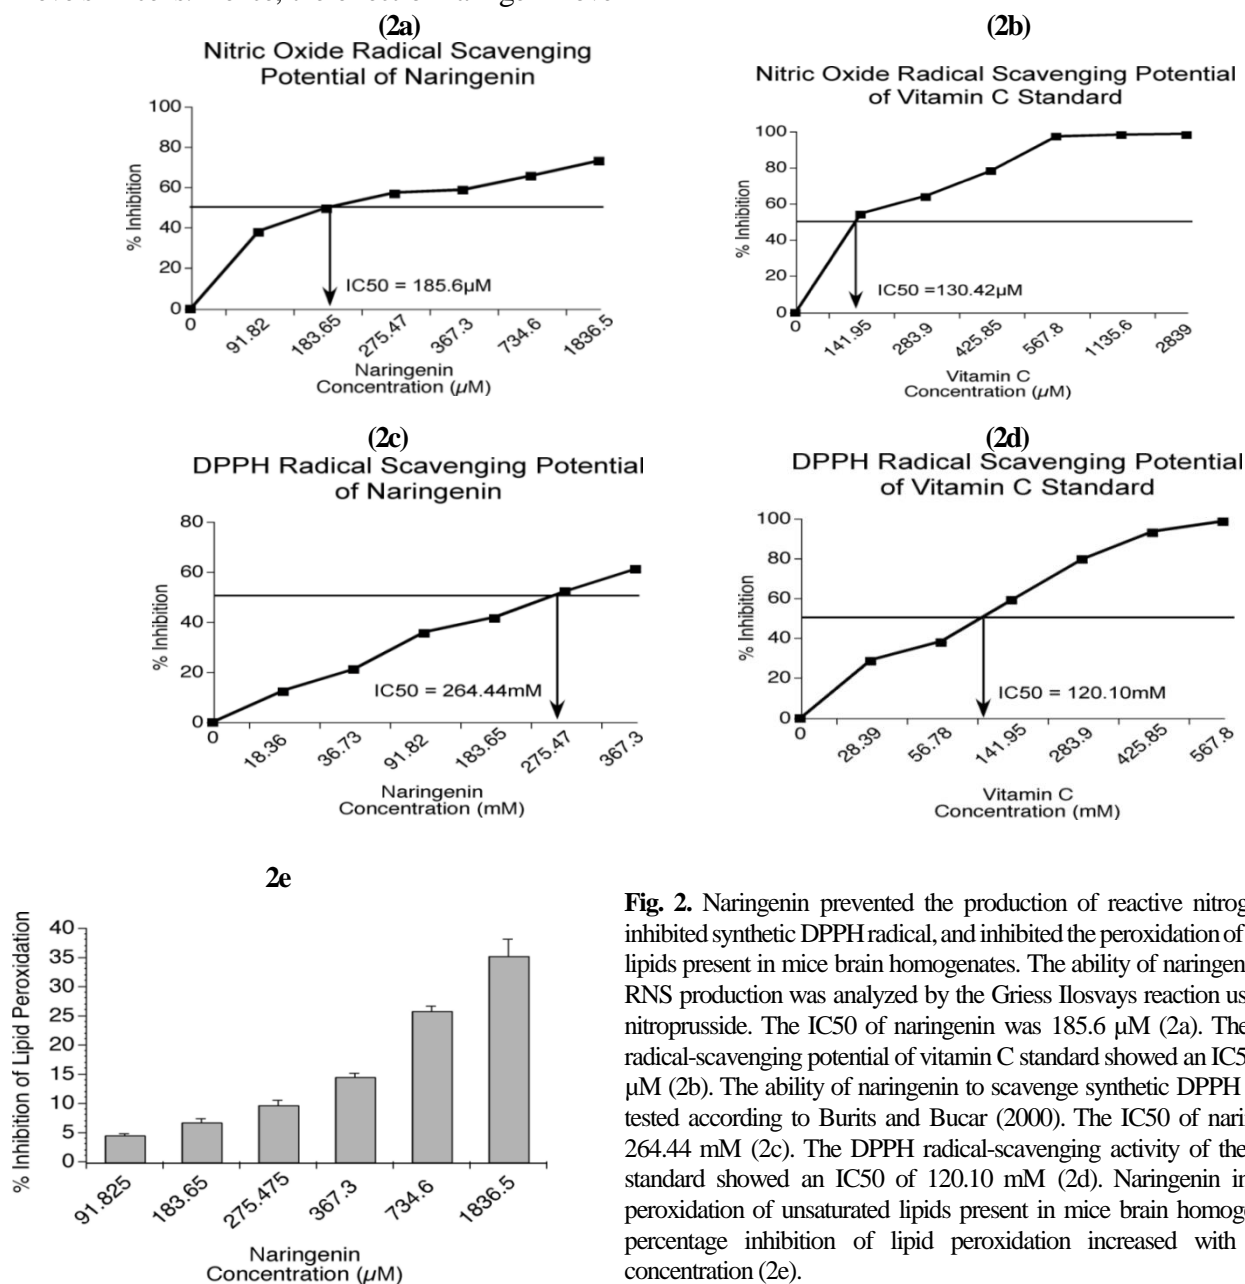 (2a)
Nitric Oxide Radical Scavenging
Potential of Naringenin
100
80
60
40
20
0
% Inhibition
IC50 = 185.6µM
0
91.82
183.65
275.47
367.3
734.6
1836.5
Naringenin
Concentration (µM)
(2b)
Nitric Oxide Radical Scavenging Potential
of Vitamin C Standard
100
80
60
40
20
0
% Inhibition
IC50 =130.42µM
0
141.95
283.9
425.85
567.8
1135.6
2839
Vitamin C
Concentration (µM)
(2c)
DPPH Radical Scavenging Potential
of Naringenin
80
60
40
20
0
% Inhibition
IC50 = 264.44mM
0
18.36
36.73
91.82
183.65
275.47
367.3
Naringenin
Concentration (mM)
(2d)
DPPH Radical Scavenging Potential
of Vitamin C Standard
100
80
60
40
20
0
% Inhibition
IC50 = 120.10mM
0
28.39
56.78
141.95
283.9
425.85
567.8
Vitamin C
Concentration (mM)
2e
% Inhibition of Lipid Peroxidation
40
35
30
25
20
15
10
5
0
91.825
183.65
275.475
367.3
734.6
1836.5
Naringenin
Concentration (µM)
Fig. 2. Naringenin prevented the production of reactive nitrog
inhibited synthetic DPPH radical, and inhibited the peroxidation of
lipids present in mice brain homogenates. The ability of naringen
RNS production was analyzed by the Griess Ilosvays reaction us
nitroprusside. The IC50 of naringenin was 185.6 µM (2a). The
radical-scavenging potential of vitamin C standard showed an IC5
µM (2b). The ability of naringenin to scavenge synthetic DPPH
tested according to Burits and Bucar (2000). The IC50 of narin
264.44 mM (2c). The DPPH radical-scavenging activity of the
standard showed an IC50 of 120.10 mM (2d). Naringenin in
peroxidation of unsaturated lipids present in mice brain homoge
percentage inhibition of lipid peroxidation increased with
concentration (2e).